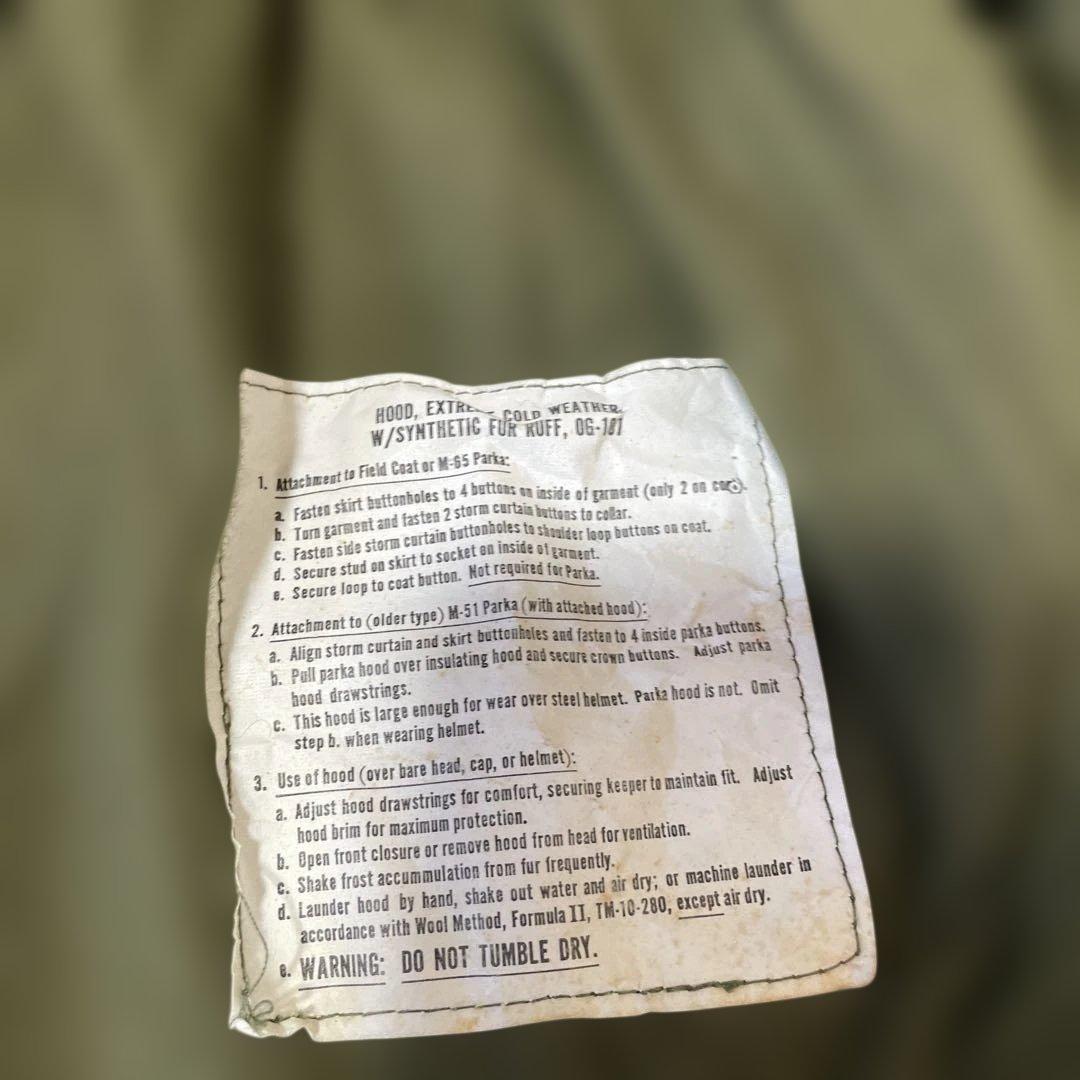 HOOD, EXTRE COLD WEATHER
W/SYNTHETIC FUR RUFF, OG-107
1. Attachment to Field Coat or M-65 Parka:
a. Fasten skirt buttonholes to 4 buttons on inside of garment (only 2 on
b. Turn garment and fasten 2 storm curtain buttons to collar.
c. Fasten side storm curtain buttonholes to shoulder loop buttons on coat.
d. Secure stud on skirt to socket on inside of garment.
e. Secure loop to coat button. Not required for Parka.
2. Attachment to (older type) M-51 Parka (with attached hood):
a. Align storm curtain and skirt buttonholes and fasten to 4 inside parka buttons.
b. Pull parka hood over insulating hood and secure crown buttons. Adjust parka
hood drawstrings.
c. This hood is large enough for wear over steel helmet. Parka hood is not. Omit
step b. when wearing helmet.
3. Use of hood (over bare head, cap, or helmet):
a. Adjust hood drawstrings for comfort, securing keeper to maintain fit. Adjust
hood brim for maximum protection.
b. Open front closure or remove hood from head for ventilation.
c. Shake frost accummulation from fur frequently.
d. Launder hood by hand, shake out water and air dry; or machine launder in
accordance with Wool Method, Formula II, TM-10-280, except air dry.
e. WARNING: DO NOT TUMBLE DRY.